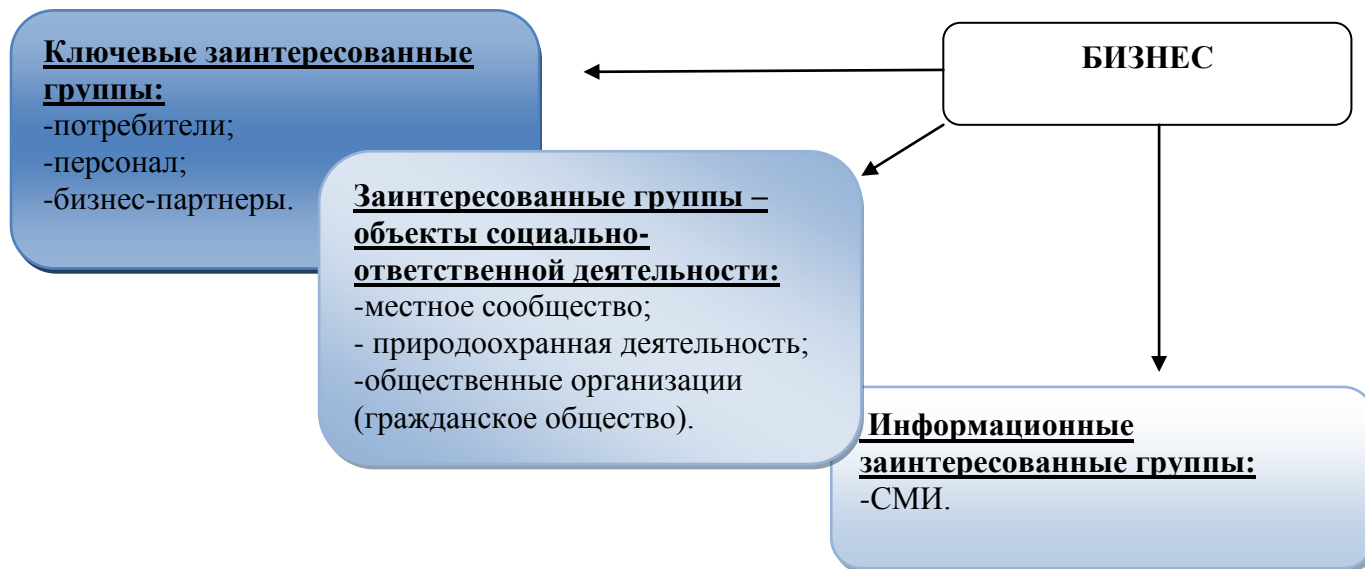 Ключевые заинтересованные
группы:
-потребители;
-персонал;
-бизнес-партнеры.
БИЗНЕС
Заинтересованные группы –
объекты социально-
ответственной деятельности:
-местное сообщество;
- природоохранная деятельность;
-общественные организации
(гражданское общество).
Информационные
заинтересованные группы:
-СМИ.